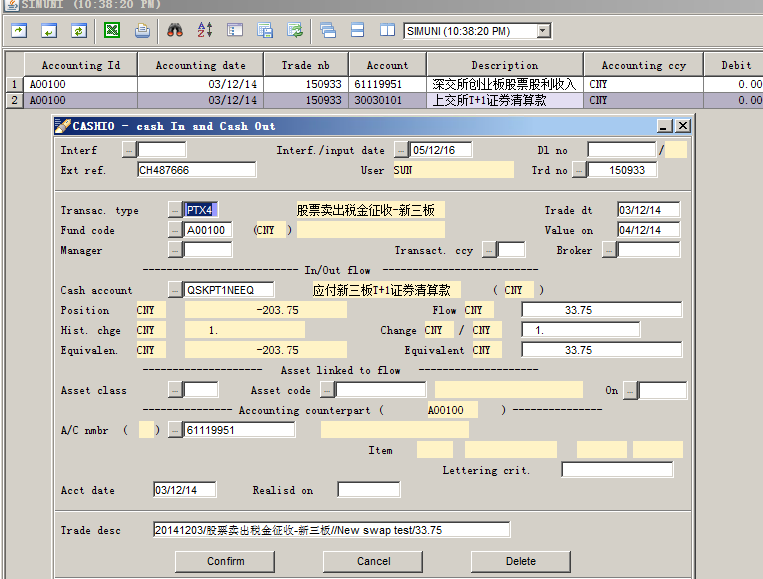 SIMUNI (10:38:20 PM)
SIMUNI (10:38:20 PM)
Accounting Id Accounting date Trade nb Account Description Accounting ccy Debit
1 A00100 03/12/14 150933 61119951 深交所创业板股票股利收入 CNY 0.00
2 A00100 03/12/14 150933 30030101 上交所T+1证券清算款 CNY 0.00
CASHIO - cash In and Cash Out
Interf ... Interf./input date ... 05/12/16 Dl no /
Ext ref. CH487666 User SUN Trd no ... 150933
Transac. type ... PTX4 股票卖出税金征收-新三板 Trade dt 03/12/14
Fund code ... A00100 (CNY ) Value on 04/12/14
Manager ... Transact. ccy ... Broker ...
-------------------------- In/Out flow --------------------------
Cash account ... QSKPT1NEEQ 应付新三板T+1证券清算款 ( CNY )
Position CNY -203.75 Flow CNY 33.75
Hist. chge CNY 1. Change CNY / CNY 1.
Equivalen. CNY -203.75 Equivalent CNY 33.75
-------------------- Asset linked to flow --------------------
Asset class ... Asset code ... On ...
--------------- Accounting counterpart ( A00100 ) ---------------
A/C nmbr ( ) ... 61119951
Item
Lettering crit.
Acct date 03/12/14 Realisd on
Trade desc 20141203/股票卖出税金征收-新三板//New swap test/33.75
Confirm Cancel Delete